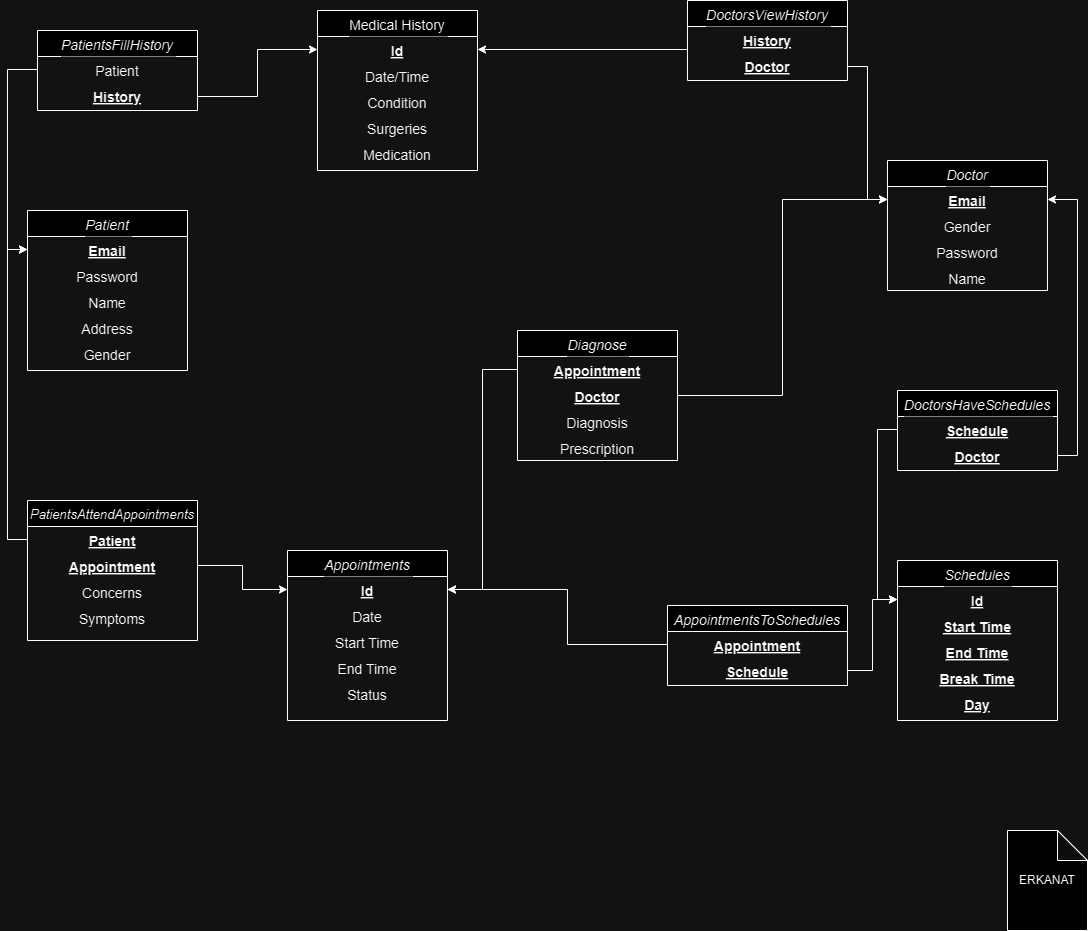 PatientsFillHistory
Patient
History
Medical History
Id
Date/Time
Condition
Surgeries
Medication
DoctorsViewHistory
History
Doctor
Doctor
Email
Gender
Password
Name
Patient
Email
Password
Name
Address
Gender
Diagnose
Appointment
Doctor
Diagnosis
Prescription
DoctorsHaveSchedules
Schedule
Doctor
PatientsAttendAppointments
Patient
Appointment
Concerns
Symptoms
Appointments
Id
Date
Start Time
End Time
Status
AppointmentsToSchedules
Appointment
Schedule
Schedules
Id
Start Time
End Time
Break Time
Day
ERKANAT